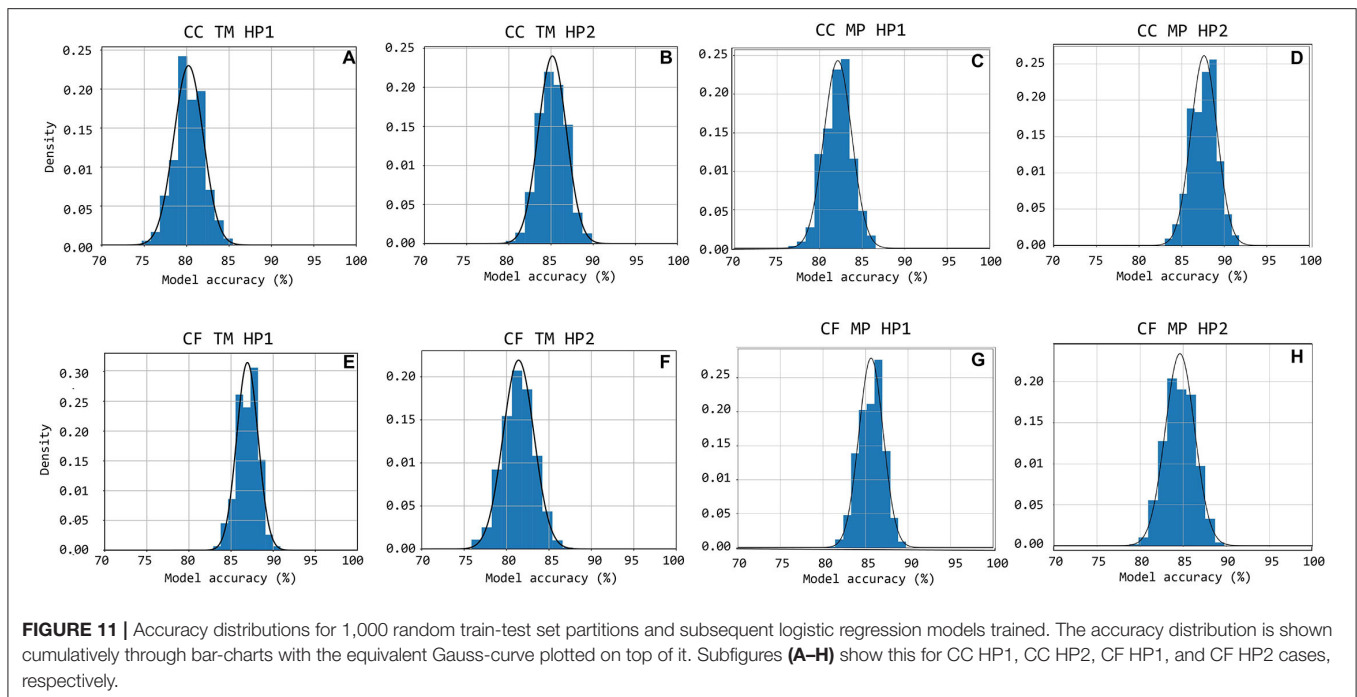 CC TM HP1
A
0.25
0.20
0.15
0.01
0.05
0.00
Density
70 75 80 85 90 95 100
Model accuracy (%)
CC TM HP2
B
0.25
0.20
0.15
0.01
0.05
0.00
70 75 80 85 90 95 100
Model accuracy (%)
CC MP HP1
C
0.25
0.20
0.15
0.01
0.05
0.00
70 75 80 85 90 95 100
Model accuracy (%)
CC MP HP2
D
0.25
0.20
0.15
0.01
0.05
0.00
70 75 80 85 90 95 100
Model accuracy (%)
CF TM HP1
E
0.30
0.25
0.20
0.15
0.01
0.05
0.00
Density
70 75 80 85 90 95 100
Model accuracy (%)
CF TM HP2
F
0.20
0.15
0.01
0.05
0.00
70 75 80 85 90 95 100
Model accuracy (%)
CF MP HP1
G
0.25
0.20
0.15
0.01
0.05
0.00
70 75 80 85 90 95 100
Model accuracy (%)
CF MP HP2
H
0.20
0.15
0.01
0.05
0.00
70 75 80 85 90 95 100
Model accuracy (%)
FIGURE 11 | Accuracy distributions for 1,000 random train-test set partitions and subsequent logistic regression models trained. The accuracy distribution is shown
cumulatively through bar-charts with the equivalent Gauss-curve plotted on top of it. Subfigures (A–H) show this for CC HP1, CC HP2, CF HP1, and CF HP2 cases,
respectively.